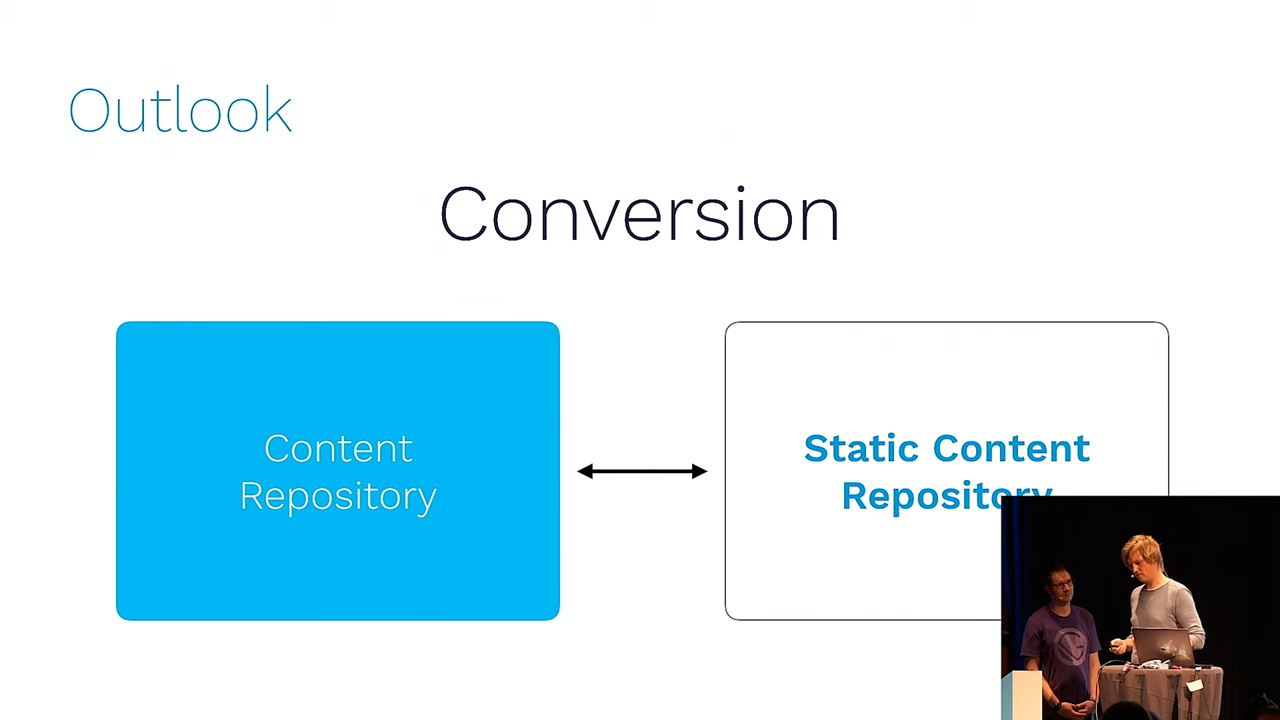 Outlook
Conversion
Content
Repository
Static Content
Repository